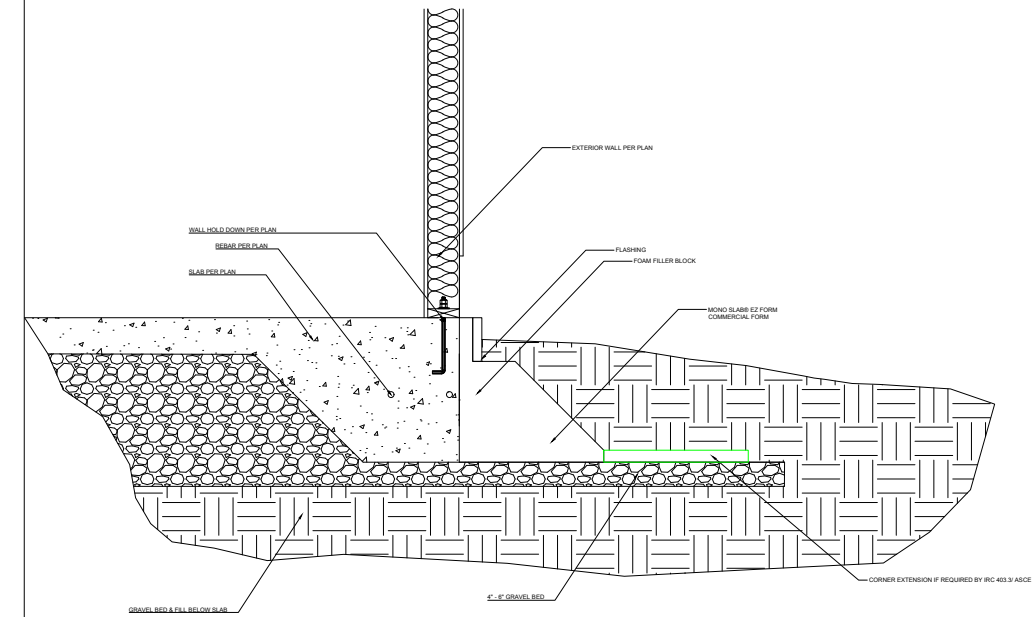 EXTERIOR WALL PER PLAN
WALL HOLD DOWN PER PLAN
REBAR PER PLAN
SLAB PER PLAN
FLASHING
FOAM FILLER BLOCK
MONO SLAB® EZ FORM
COMMERCIAL FORM
CORNER EXTENSION IF REQUIRED BY IRC 403.3/ ASCE
4" - 6" GRAVEL BED
GRAVEL BED & FILL BELOW SLAB